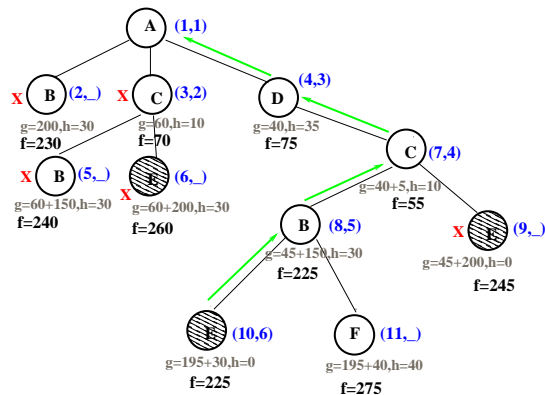 A (1,1)
X B (2,_)
X C (3,2)
D (4,3)
g=200,h=30
f=230
g=60,h=10
f=70
g=40,h=35
f=75
X B (5,_)
X E (6,_)
C (7,4)
g=60+150,h=30
f=240
g=60+200,h=30
f=260
g=40+5,h=10
f=55
B (8,5)
X E (9,_)
g=45+150,h=30
f=225
g=45+200,h=0
f=245
E (10,6)
F (11,_)
g=195+30,h=0
f=225
g=195+40,h=40
f=275